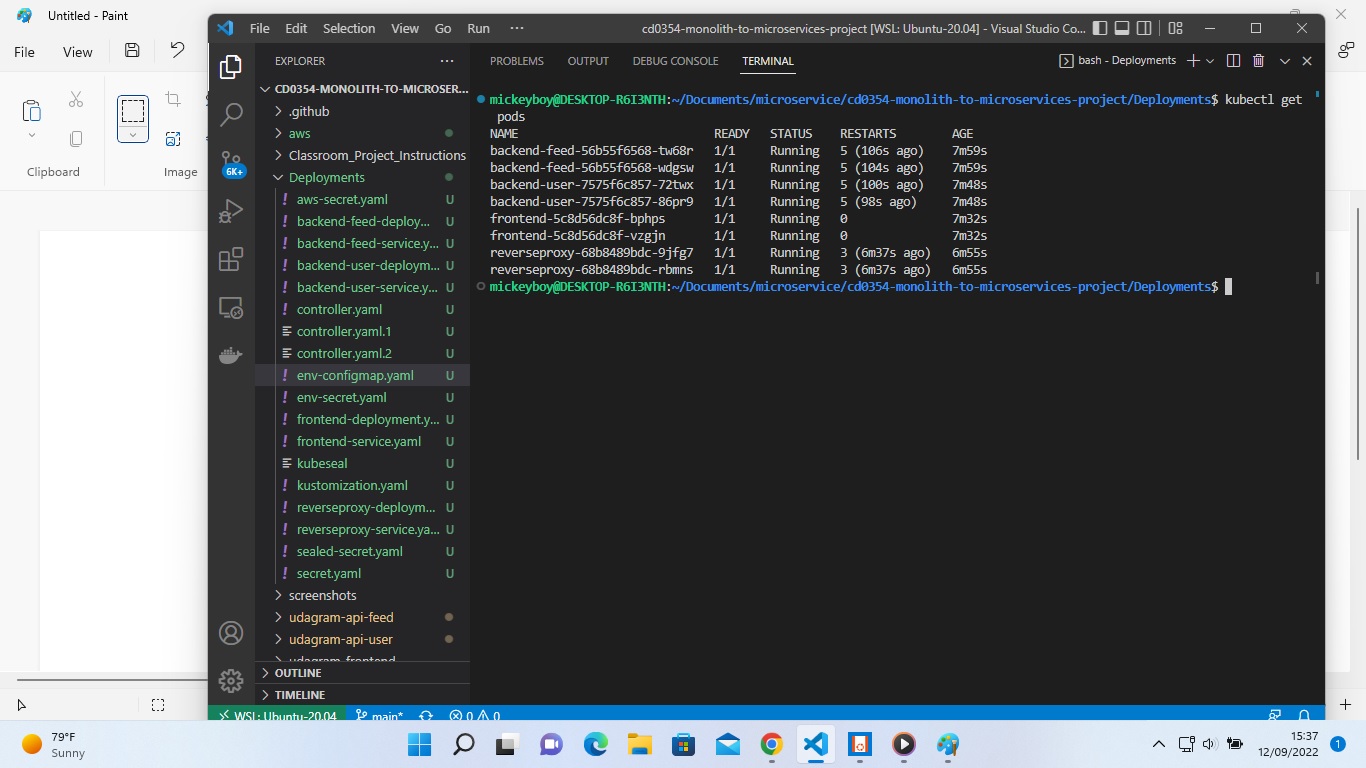 Untitled - Paint
File View
Clipboard
Image
File Edit Selection View Go Run ···
cd0354-monolith-to-microservices-project [WSL: Ubuntu-20.04] - Visual Studio Co...
EXPLORER ···
CD0354-MONOLITH-TO-MICROSER...
.github
aws
Classroom_Project_Instructions
Deployments
! aws-secret.yaml U
! backend-feed-deploy... U
! backend-feed-service.y... U
! backend-user-deploym... U
! backend-user-service.y... U
! controller.yaml U
controller.yaml.1 U
controller.yaml.2 U
! env-configmap.yaml U
! env-secret.yaml U
! frontend-deployment.y... U
! frontend-service.yaml U
kubeseal U
! kustomization.yaml U
! reverseproxy-deploym... U
! reverseproxy-service.ya... U
! sealed-secret.yaml U
! secret.yaml U
screenshots
udagram-api-feed
udagram-api-user
udagram-frontend
OUTLINE
TIMELINE
6K+
PROBLEMS OUTPUT DEBUG CONSOLE TERMINAL
bash - Deployments
mickeyboy@DESKTOP-R6I3NTH:~/Documents/microservice/cd0354-monolith-to-microservices-project/Deployments$ kubectl get
pods
NAME READY STATUS RESTARTS AGE
backend-feed-56b55f6568-tw68r 1/1 Running 5 (106s ago) 7m59s
backend-feed-56b55f6568-wdgsw 1/1 Running 5 (104s ago) 7m59s
backend-user-7575f6c857-72twx 1/1 Running 5 (100s ago) 7m48s
backend-user-7575f6c857-86pr9 1/1 Running 5 (98s ago) 7m48s
frontend-5c8d56dc8f-bphps 1/1 Running 0 7m32s
frontend-5c8d56dc8f-vzgjn 1/1 Running 0 7m32s
reverseproxy-68b8489bdc-9jfg7 1/1 Running 3 (6m37s ago) 6m55s
reverseproxy-68b8489bdc-rbmns 1/1 Running 3 (6m37s ago) 6m55s
mickeyboy@DESKTOP-R6I3NTH:~/Documents/microservice/cd0354-monolith-to-microservices-project/Deployments$
WSL: Ubuntu-20.04 main* 0 0
79°F
Sunny
15:37
12/09/2022
1